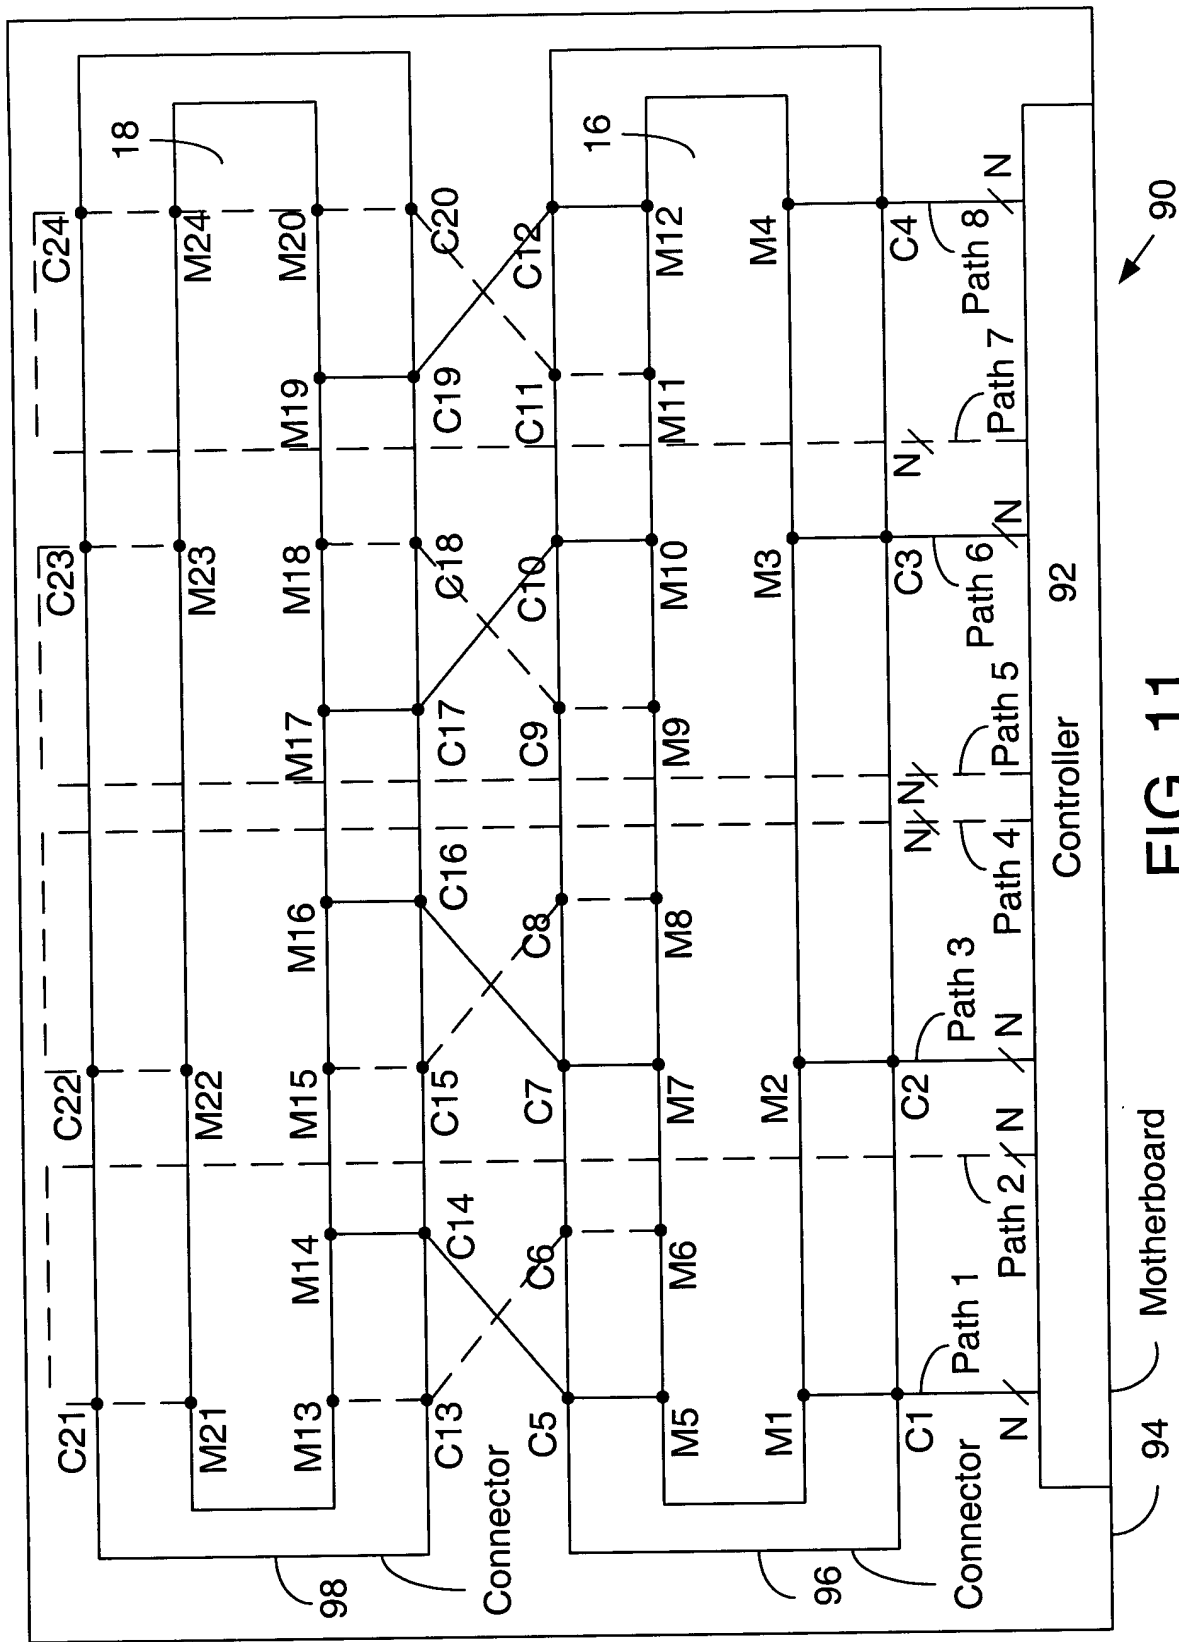 C21
C22
C23
C24
18
M21
M22
M23
M24
M13
M14
M15
M16
M17
M18
M19
M20
98
Connector
C13
C14
C15
C16
C17
C18
C19
C20
C5
C6
C7
C8
C9
C10
C11
C12
16
M5
M6
M7
M8
M9
M10
M11
M12
M1
M2
M3
M4
96
Connector
C1
C2
C3
C4
N
Path 1
Path 2
N
Path 3
N
N
Path 4
N
Path 5
Path 6
N
N
Path 7
Path 8
N
Controller
92
94
Motherboard
90
FIG 11